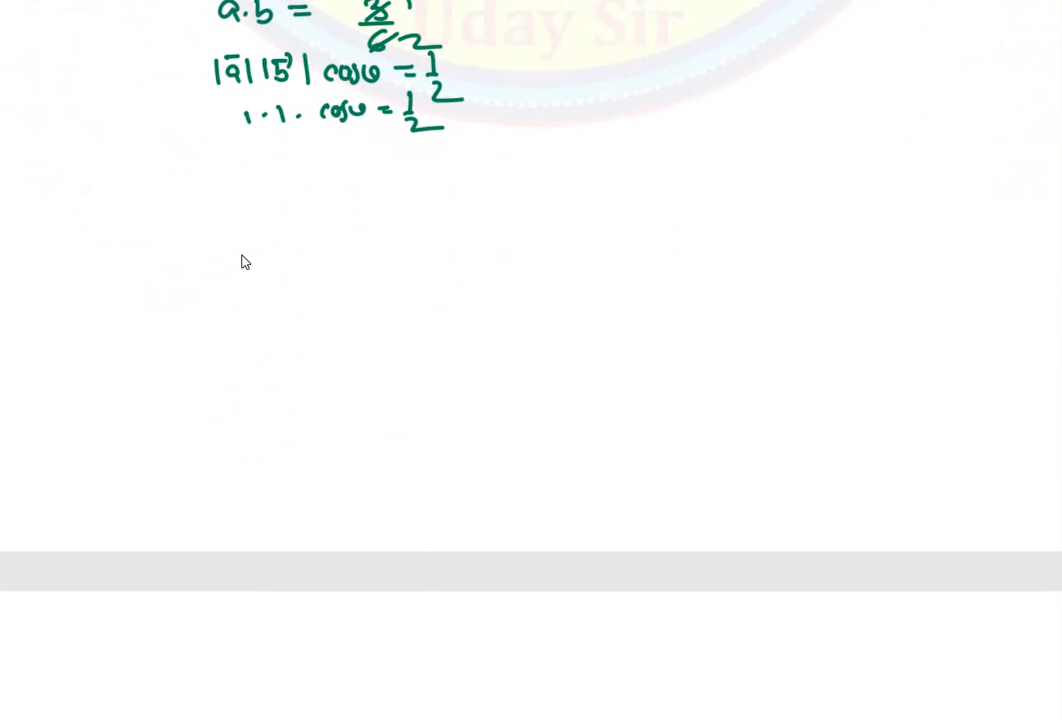 Uday Sir
a.b = 3/6 1/2
|a̅| |b̅| cosθ = 1/2
1.1. cosθ = 1/2